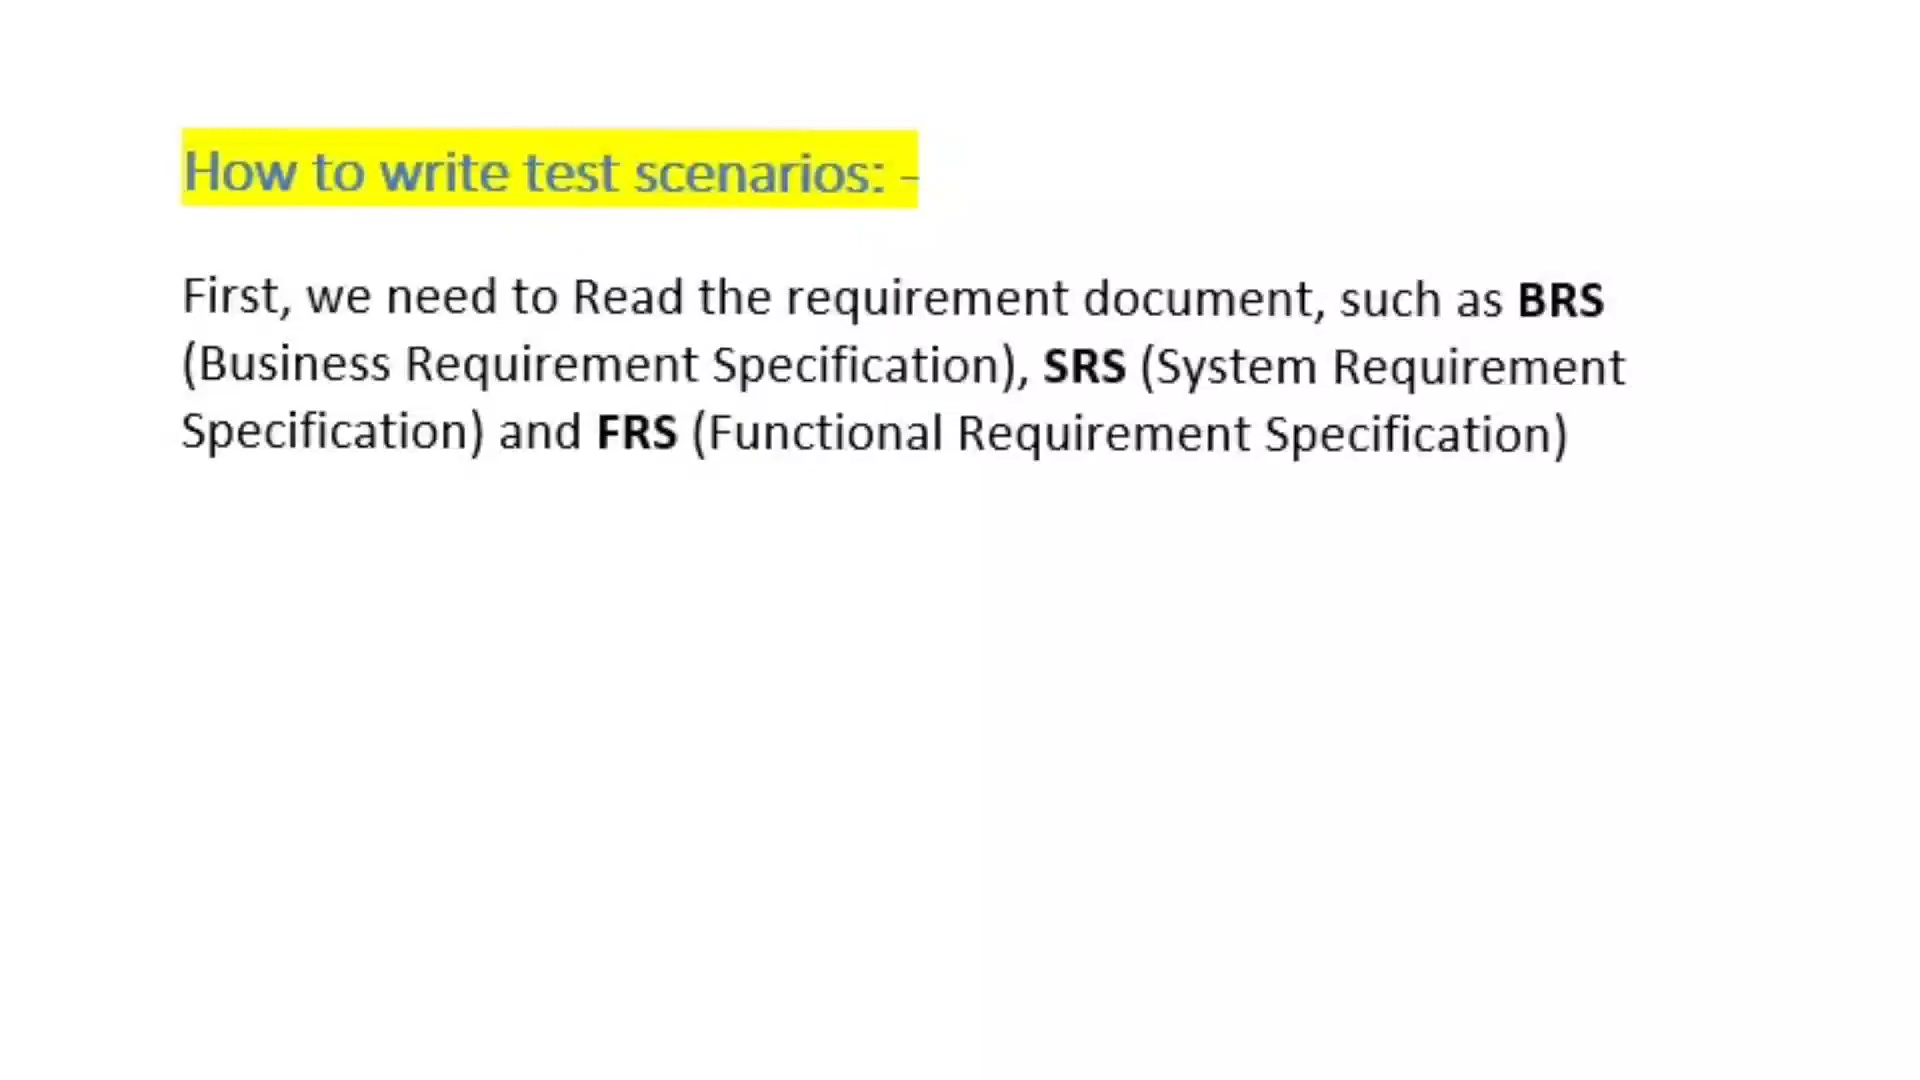 How to write test scenarios: -
First, we need to Read the requirement document, such as BRS
(Business Requirement Specification), SRS (System Requirement
Specification) and FRS (Functional Requirement Specification)